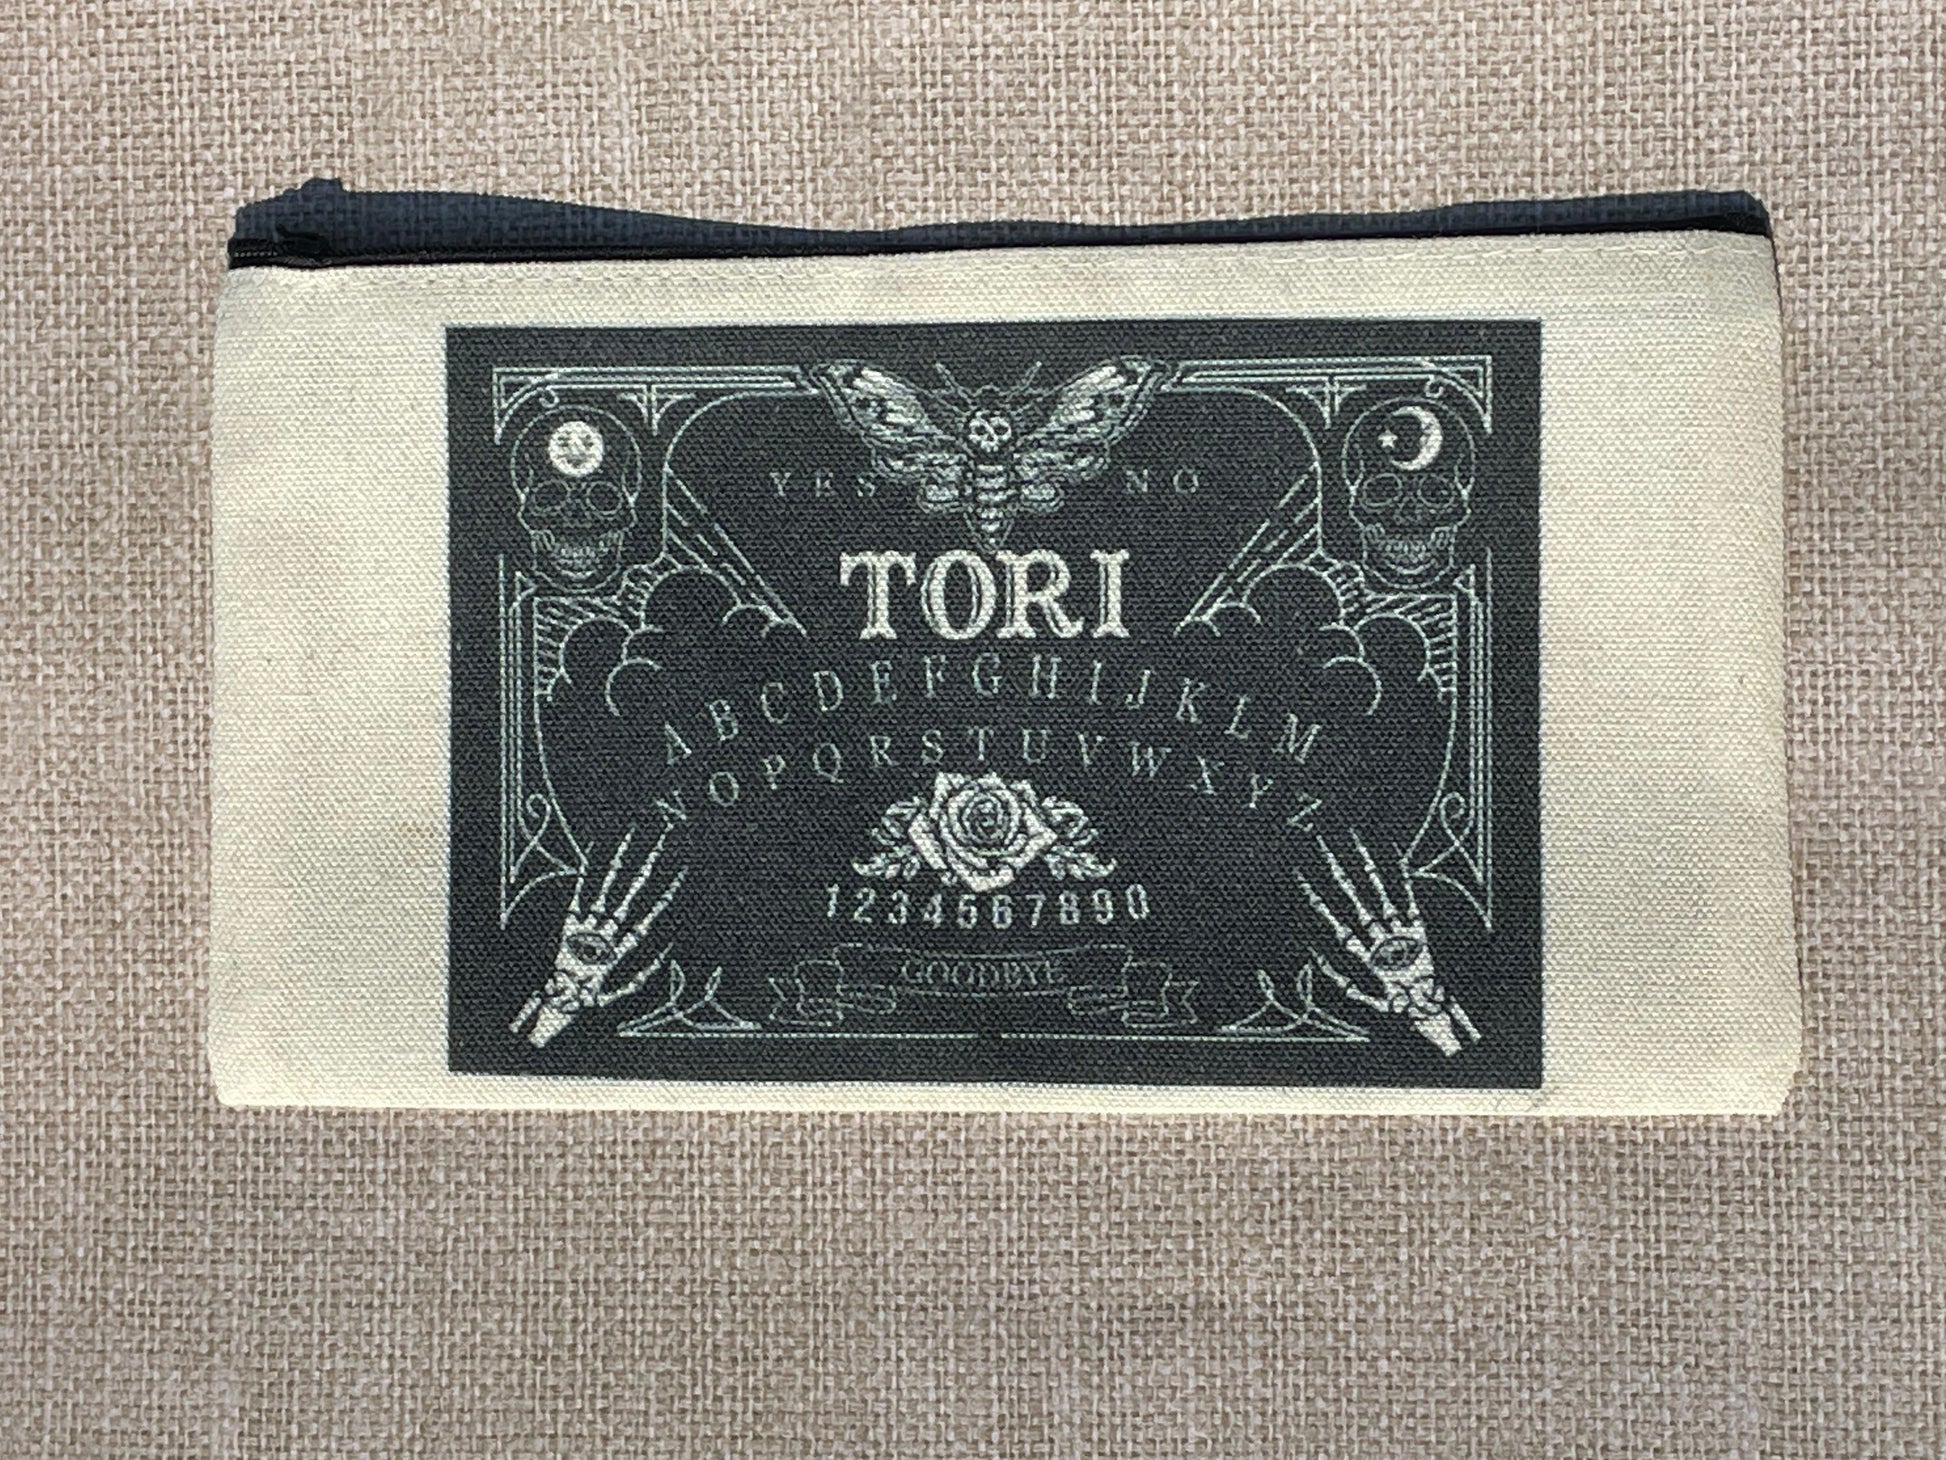 YES NO
TORI
ABCDEFGHIJKLM
NOPQRSTUVWXYZ
1234567890
GOODBYE